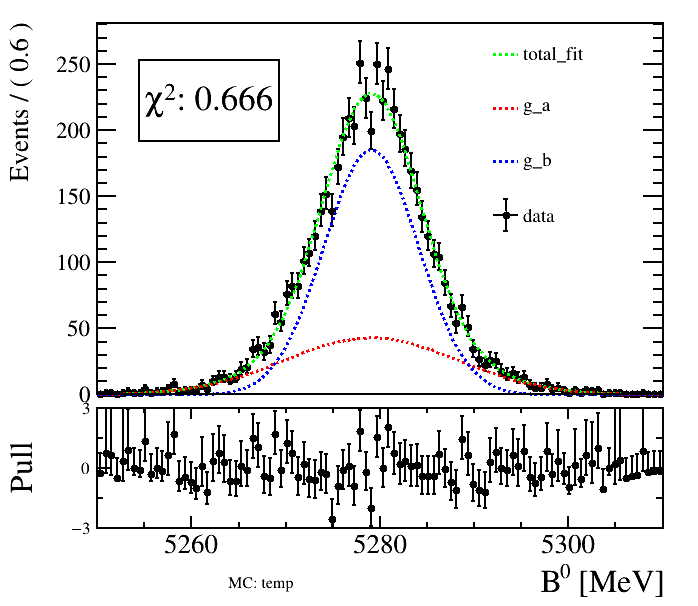 Events / ( 0.6 )
250
200
150
100
50
0
χ²: 0.666
total_fit
g_a
g_b
data
Pull
3
0
−3
5260
5280
5300
B⁰ [MeV]
MC: temp